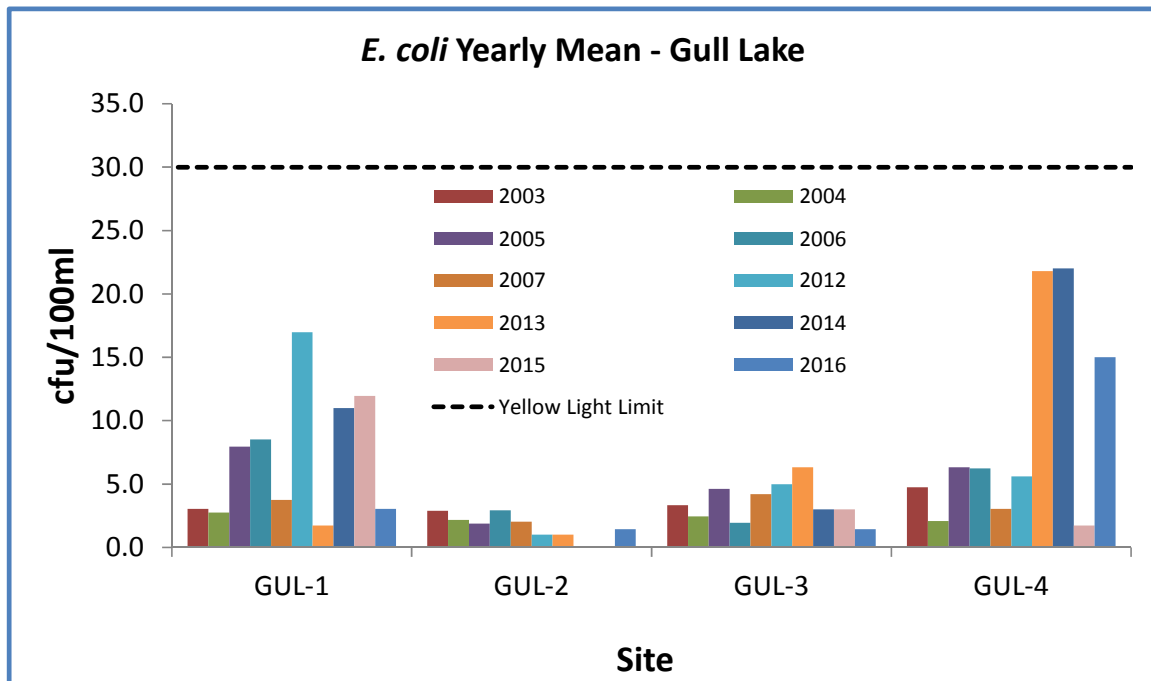 E. coli Yearly Mean - Gull Lake
35.0
30.0
25.0
20.0
15.0
10.0
5.0
0.0
cfu/100ml
2003 2004
2005 2006
2007 2012
2013 2014
2015 2016
Yellow Light Limit
GUL-1 GUL-2 GUL-3 GUL-4
Site